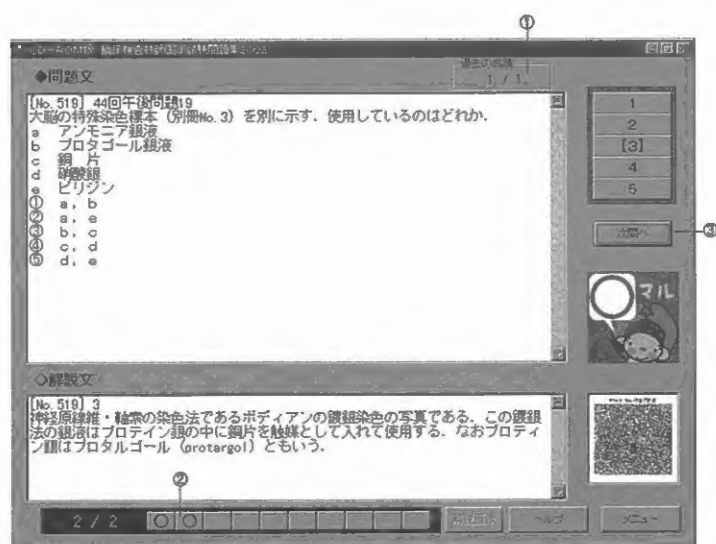 ①
◆問題文
過去の成績
1 / 1
[No. 519] 44回午後問題19
大脳の特殊染色標本(別冊No. 3)を別に示す. 使用しているのはどれか.
a アンモニア銀液
b プロタゴール銀液
c 銅 片
d 硝酸銀
e ピリジン
① a, b
② a, e
③ b, c
④ c, d
⑤ d, e
1
2
[3]
4
5
③
マル
◇解説文
[No. 519] 3
神経原線維・軸索の染色法であるボディアンの鍍銀染色の写真である. この鍍銀
法の銀液はプロテイン銀の中に銅片を触媒として入れて使用する. なおプロティ
ン銀はプロタルゴール (protargol) ともいう.
②
2 / 2
ヘルプ
メニュー